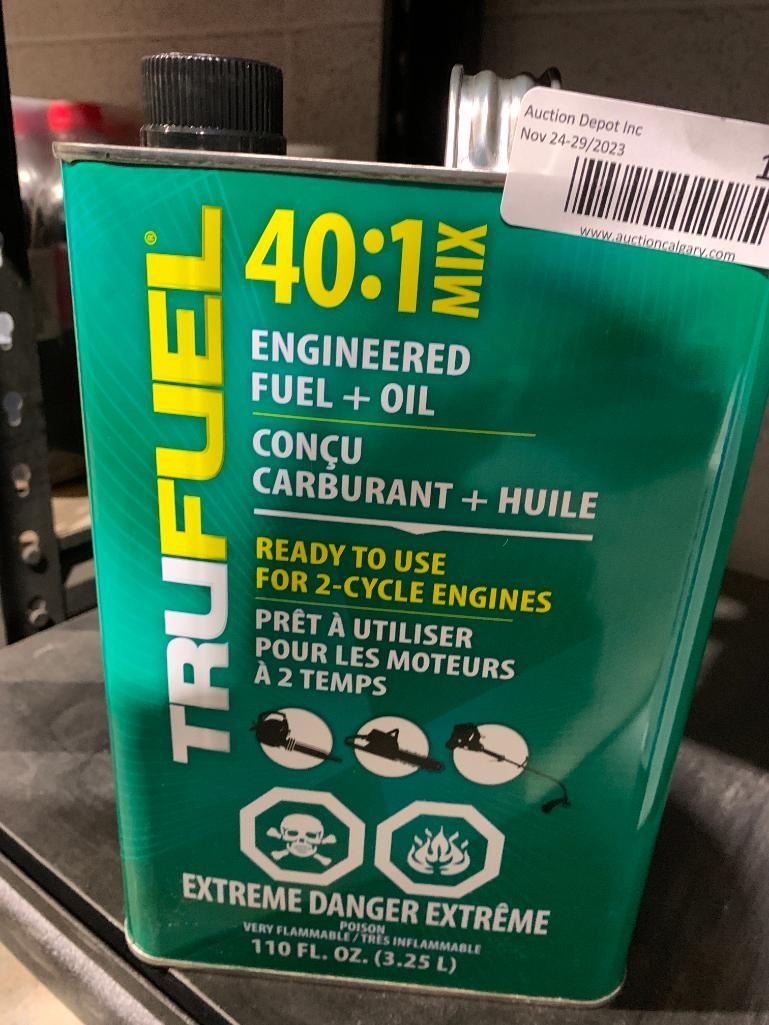 Auction Depot Inc
Nov 24-29/2023
1
www.auctioncalgary.com
TRUFUEL®
40:1 MIX
ENGINEERED
FUEL + OIL
CONÇU
CARBURANT + HUILE
READY TO USE
FOR 2-CYCLE ENGINES
PRÊT À UTILISER
POUR LES MOTEURS
À 2 TEMPS
EXTREME DANGER EXTRÊME
POISON
VERY FLAMMABLE / TRÈS INFLAMMABLE
110 FL. OZ. (3.25 L)